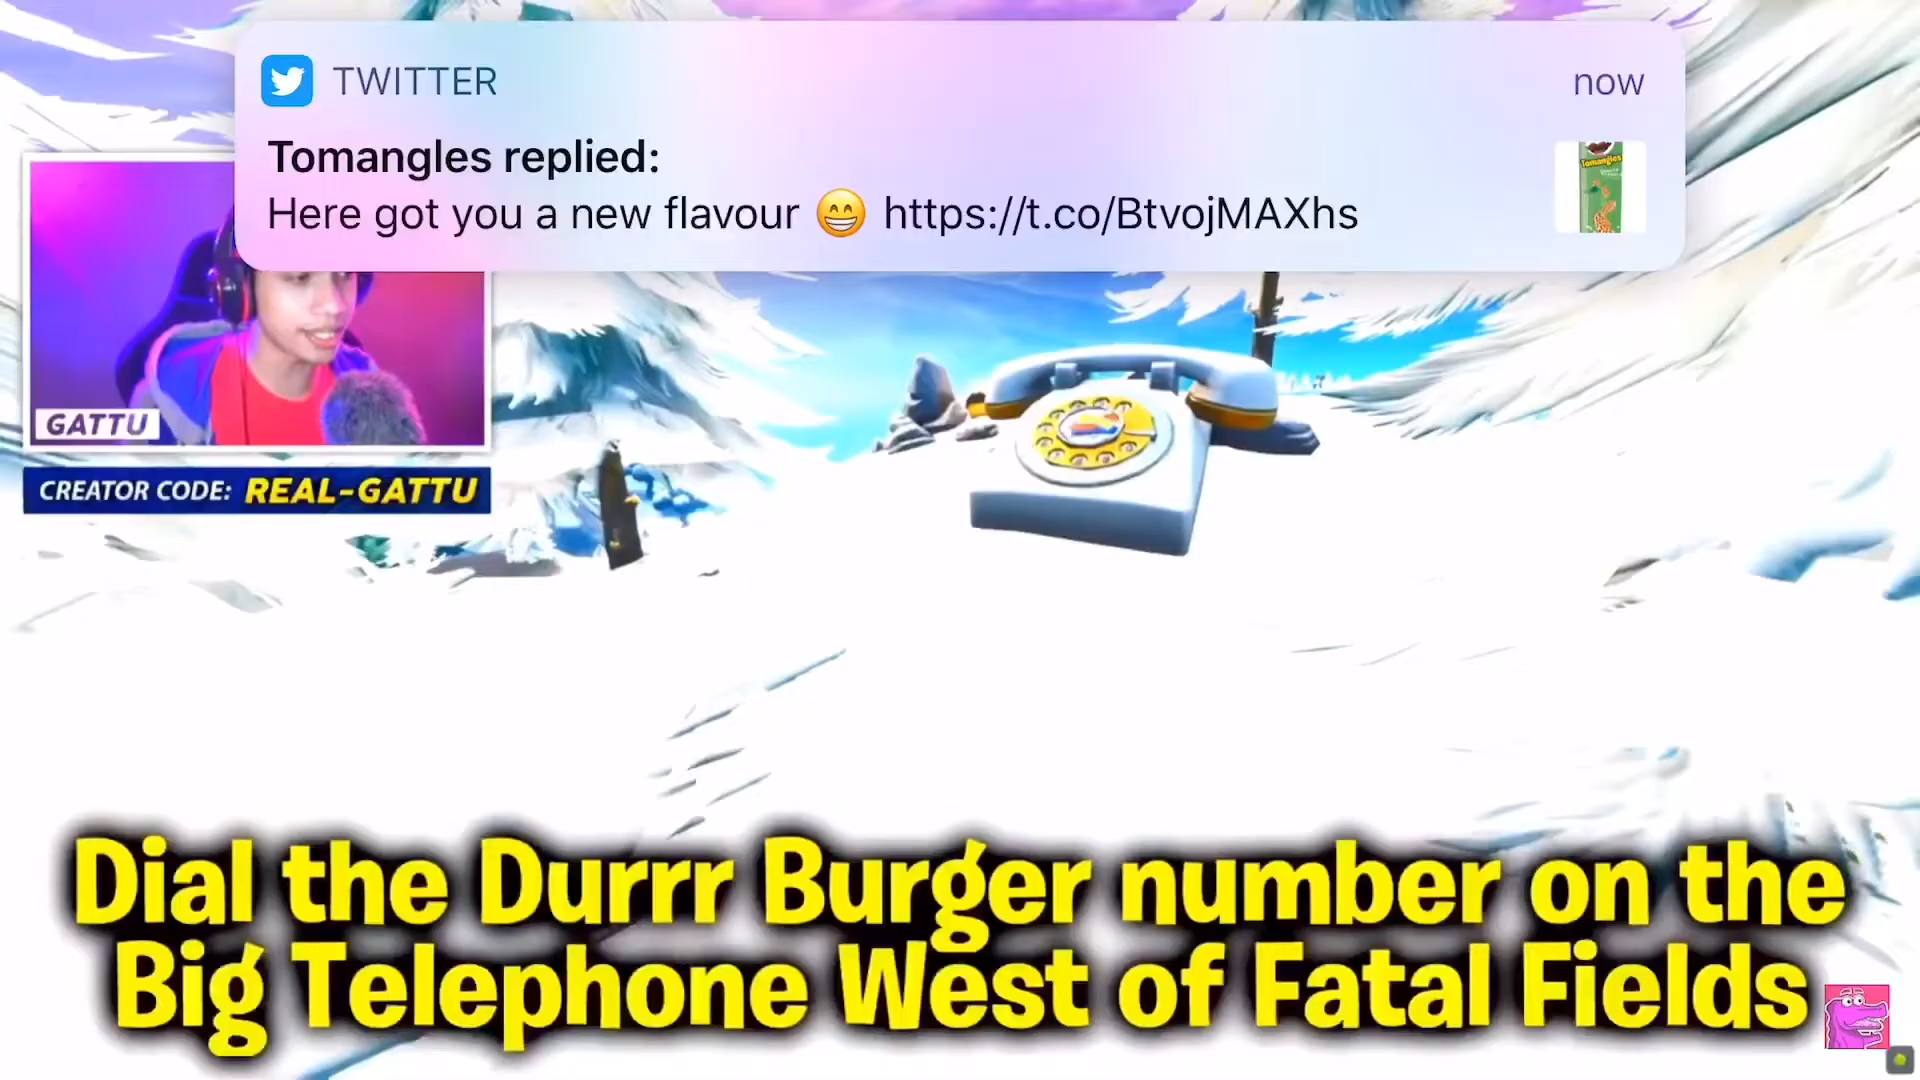 TWITTER
now
Tomangles replied:
Here got you a new flavour 😁 https://t.co/BtvojMAXhs
Tomangles
GATTU
CREATOR CODE: REAL-GATTU
Dial the Durrr Burger number on the
Big Telephone West of Fatal Fields